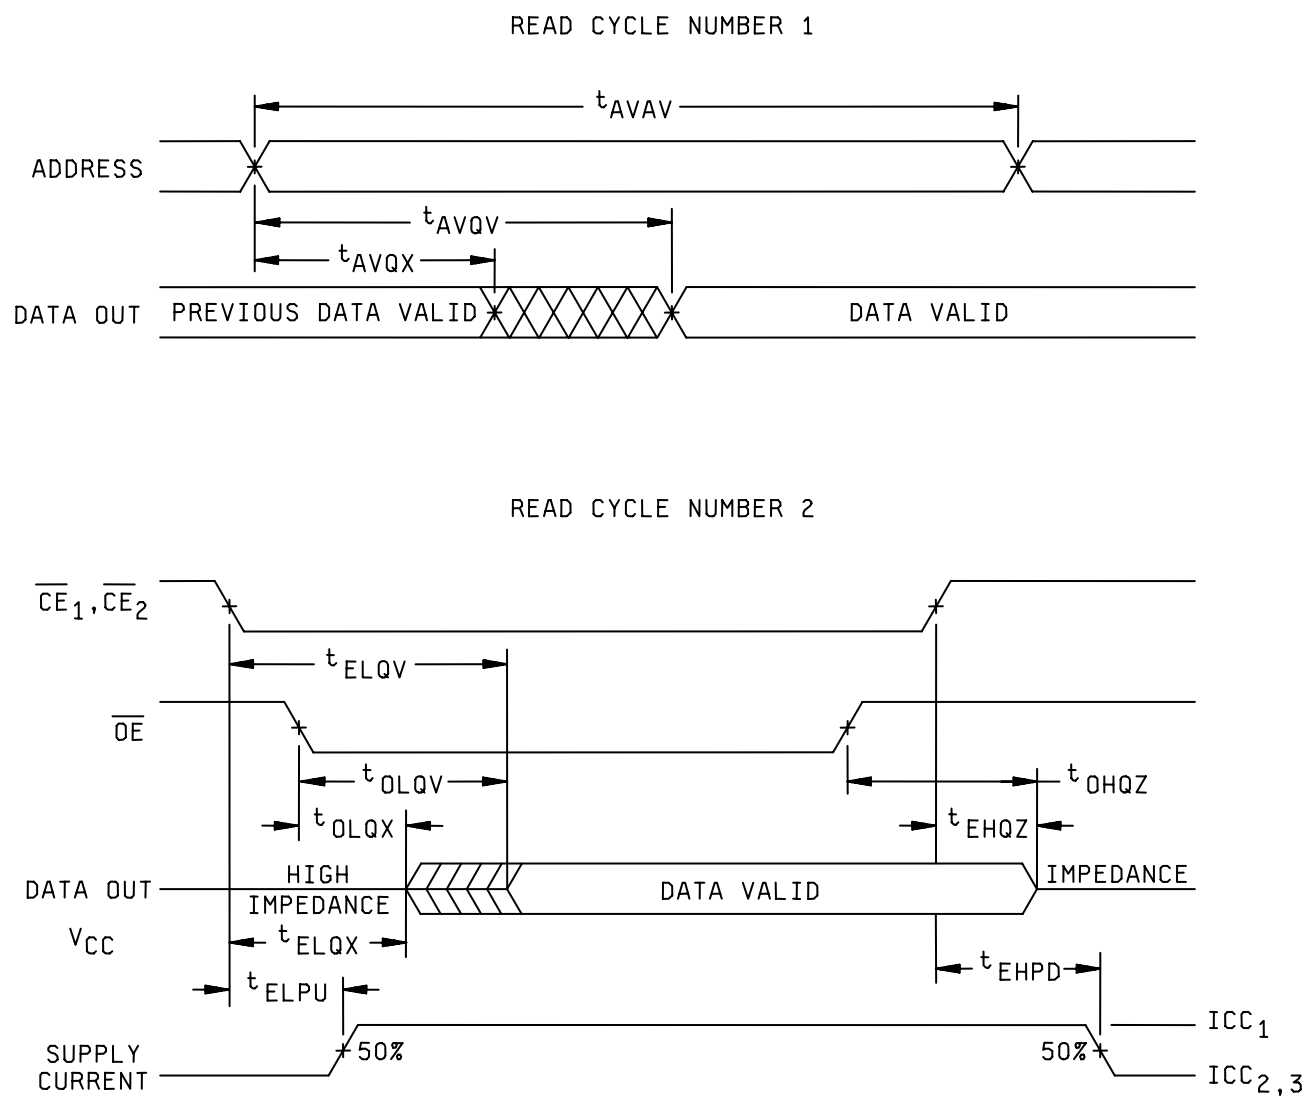 READ CYCLE NUMBER 1
tAVAV
ADDRESS
tAVQV
tAVQX
DATA OUT PREVIOUS DATA VALID DATA VALID
READ CYCLE NUMBER 2
CE1,CE2
tELQV
OE
tOLQV tOHQZ
tOLQX tEHQZ
HIGH IMPEDANCE
DATA OUT DATA VALID
IMPEDANCE
VCC tELQX
tEHPD
tELPU
ICC1
SUPPLY 50% 50%
CURRENT ICC2,3